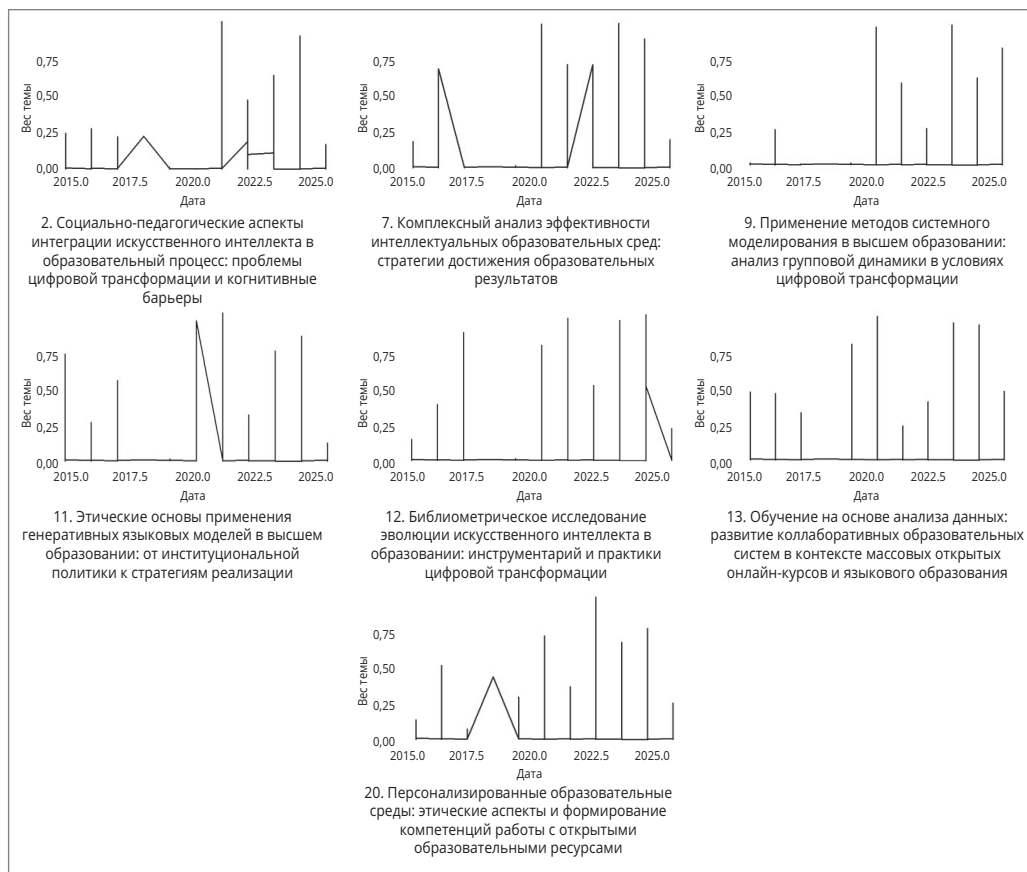 0,75
0,50
0,25
0,00
Вес темы
2015.0 2017.5 2020.0 2022.5 2025.0
Дата
2. Социально-педагогические аспекты
интеграции искусственного интеллекта в
образовательный процесс: проблемы
цифровой трансформации и когнитивные
барьеры
0,75
0,50
0,25
0,00
Вес темы
2015.0 2017.5 2020.0 2022.5 2025.0
Дата
7. Комплексный анализ эффективности
интеллектуальных образовательных сред:
стратегии достижения образовательных
результатов
0,75
0,50
0,25
0,00
Вес темы
2015.0 2017.5 2020.0 2022.5 2025.0
Дата
9. Применение методов системного
моделирования в высшем образовании:
анализ групповой динамики в условиях
цифровой трансформации
0,75
0,50
0,25
0,00
Вес темы
2015.0 2017.5 2020.0 2022.5 2025.0
Дата
11. Этические основы применения
генеративных языковых моделей в высшем
образовании: от институциональной
политики к стратегиям реализации
0,75
0,50
0,25
0,00
Вес темы
2015.0 2017.5 2020.0 2022.5 2025.0
Дата
12. Библиометрическое исследование
эволюции искусственного интеллекта в
образовании: инструментарий и практики
цифровой трансформации
0,75
0,50
0,25
0,00
Вес темы
2015.0 2017.5 2020.0 2022.5 2025.0
Дата
13. Обучение на основе анализа данных:
развитие коллаборативных образовательных
систем в контексте массовых открытых
онлайн-курсов и языкового образования
0,75
0,50
0,25
0,00
Вес темы
2015.0 2017.5 2020.0 2022.5 2025.0
Дата
20. Персонализированные образовательные
среды: этические аспекты и формирование
компетенций работы с открытыми
образовательными ресурсами